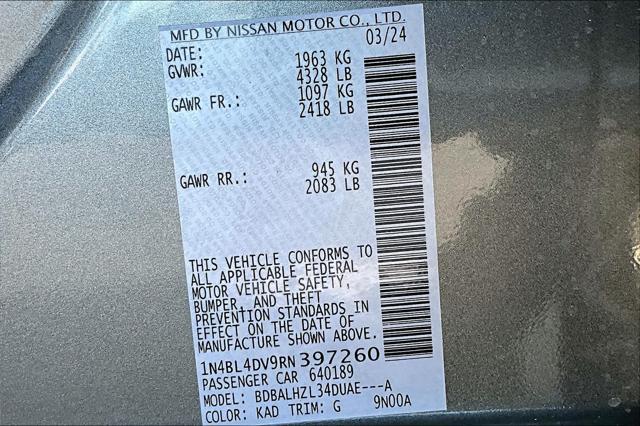 MFD BY NISSAN MOTOR CO., LTD.
DATE: 03/24
GVWR: 1963 KG
4328 LB
GAWR FR.: 1097 KG
2418 LB
GAWR RR.: 945 KG
2083 LB
THIS VEHICLE CONFORMS TO
ALL APPLICABLE FEDERAL
MOTOR VEHICLE SAFETY,
BUMPER, AND THEFT
PREVENTION STANDARDS IN
EFFECT ON THE DATE OF
MANUFACTURE SHOWN ABOVE.
1N4BL4DV9RN397260
PASSENGER CAR 640189
MODEL: BDBALHZL34DUAE---A
COLOR: KAD TRIM: G 9N00A